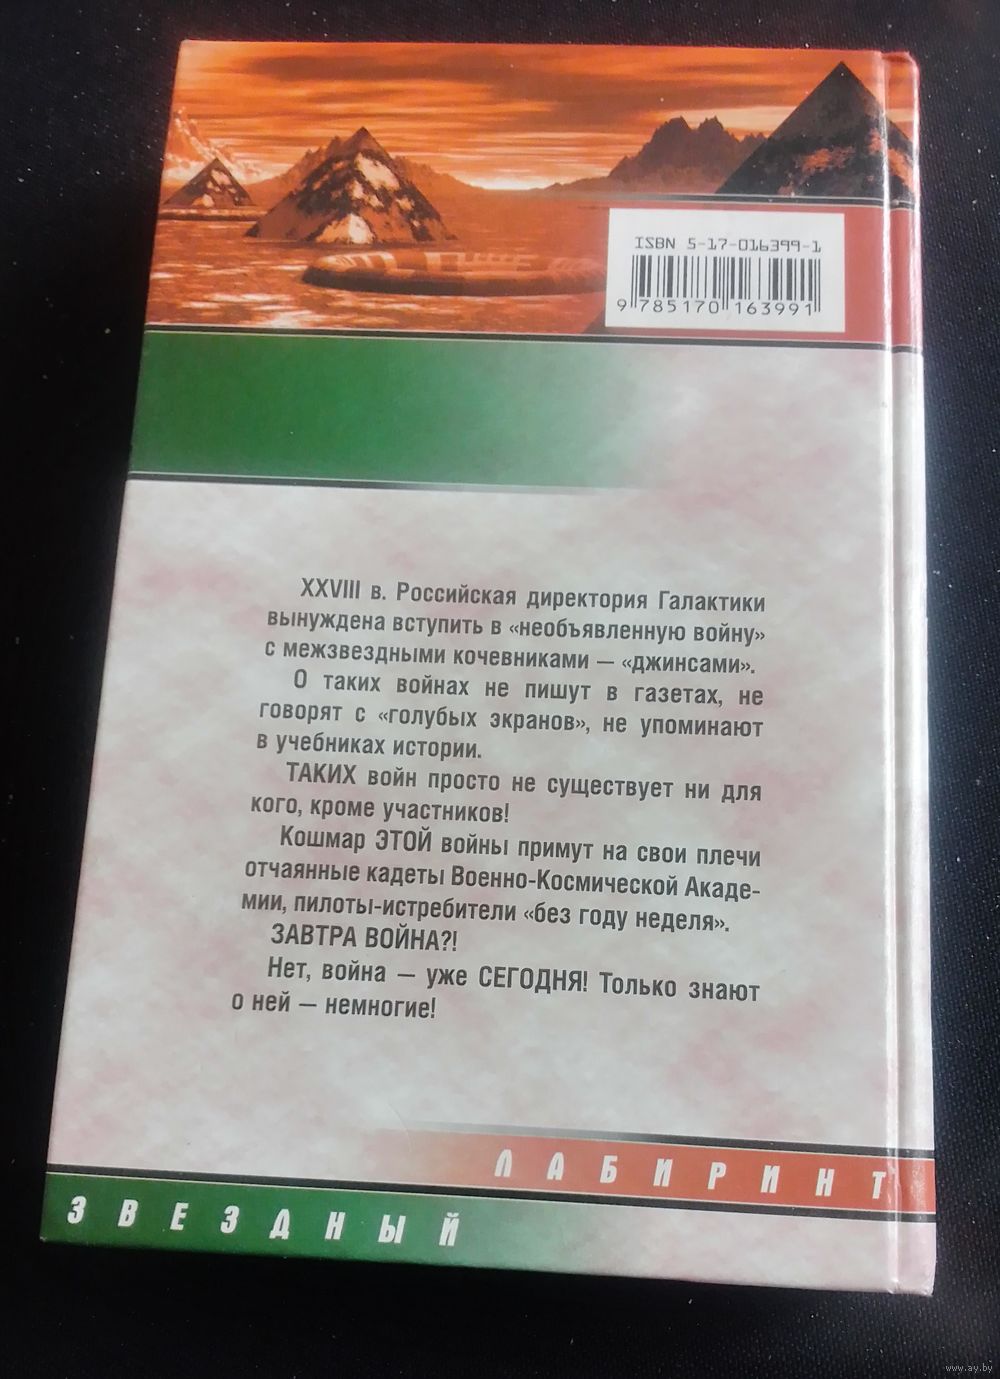 ISBN 5-17-016399-1
9 785170 163991
XXVIII в. Российская директория Галактики
вынуждена вступить в «необъявленную войну»
с межзвездными кочевниками — «джинсами».
О таких войнах не пишут в газетах, не
говорят с «голубых экранов», не упоминают
в учебниках истории.
ТАКИХ войн просто не существует ни для
кого, кроме участников!
Кошмар ЭТОЙ войны примут на свои плечи
отчаянные кадеты Военно-Космической Акаде-
мии, пилоты-истребители «без году неделя».
ЗАВТРА ВОЙНА?!
Нет, война — уже СЕГОДНЯ! Только знают
о ней — немногие!
ЗВЕЗДНЫЙ
ЛАБИРИНТ
www.ay.by